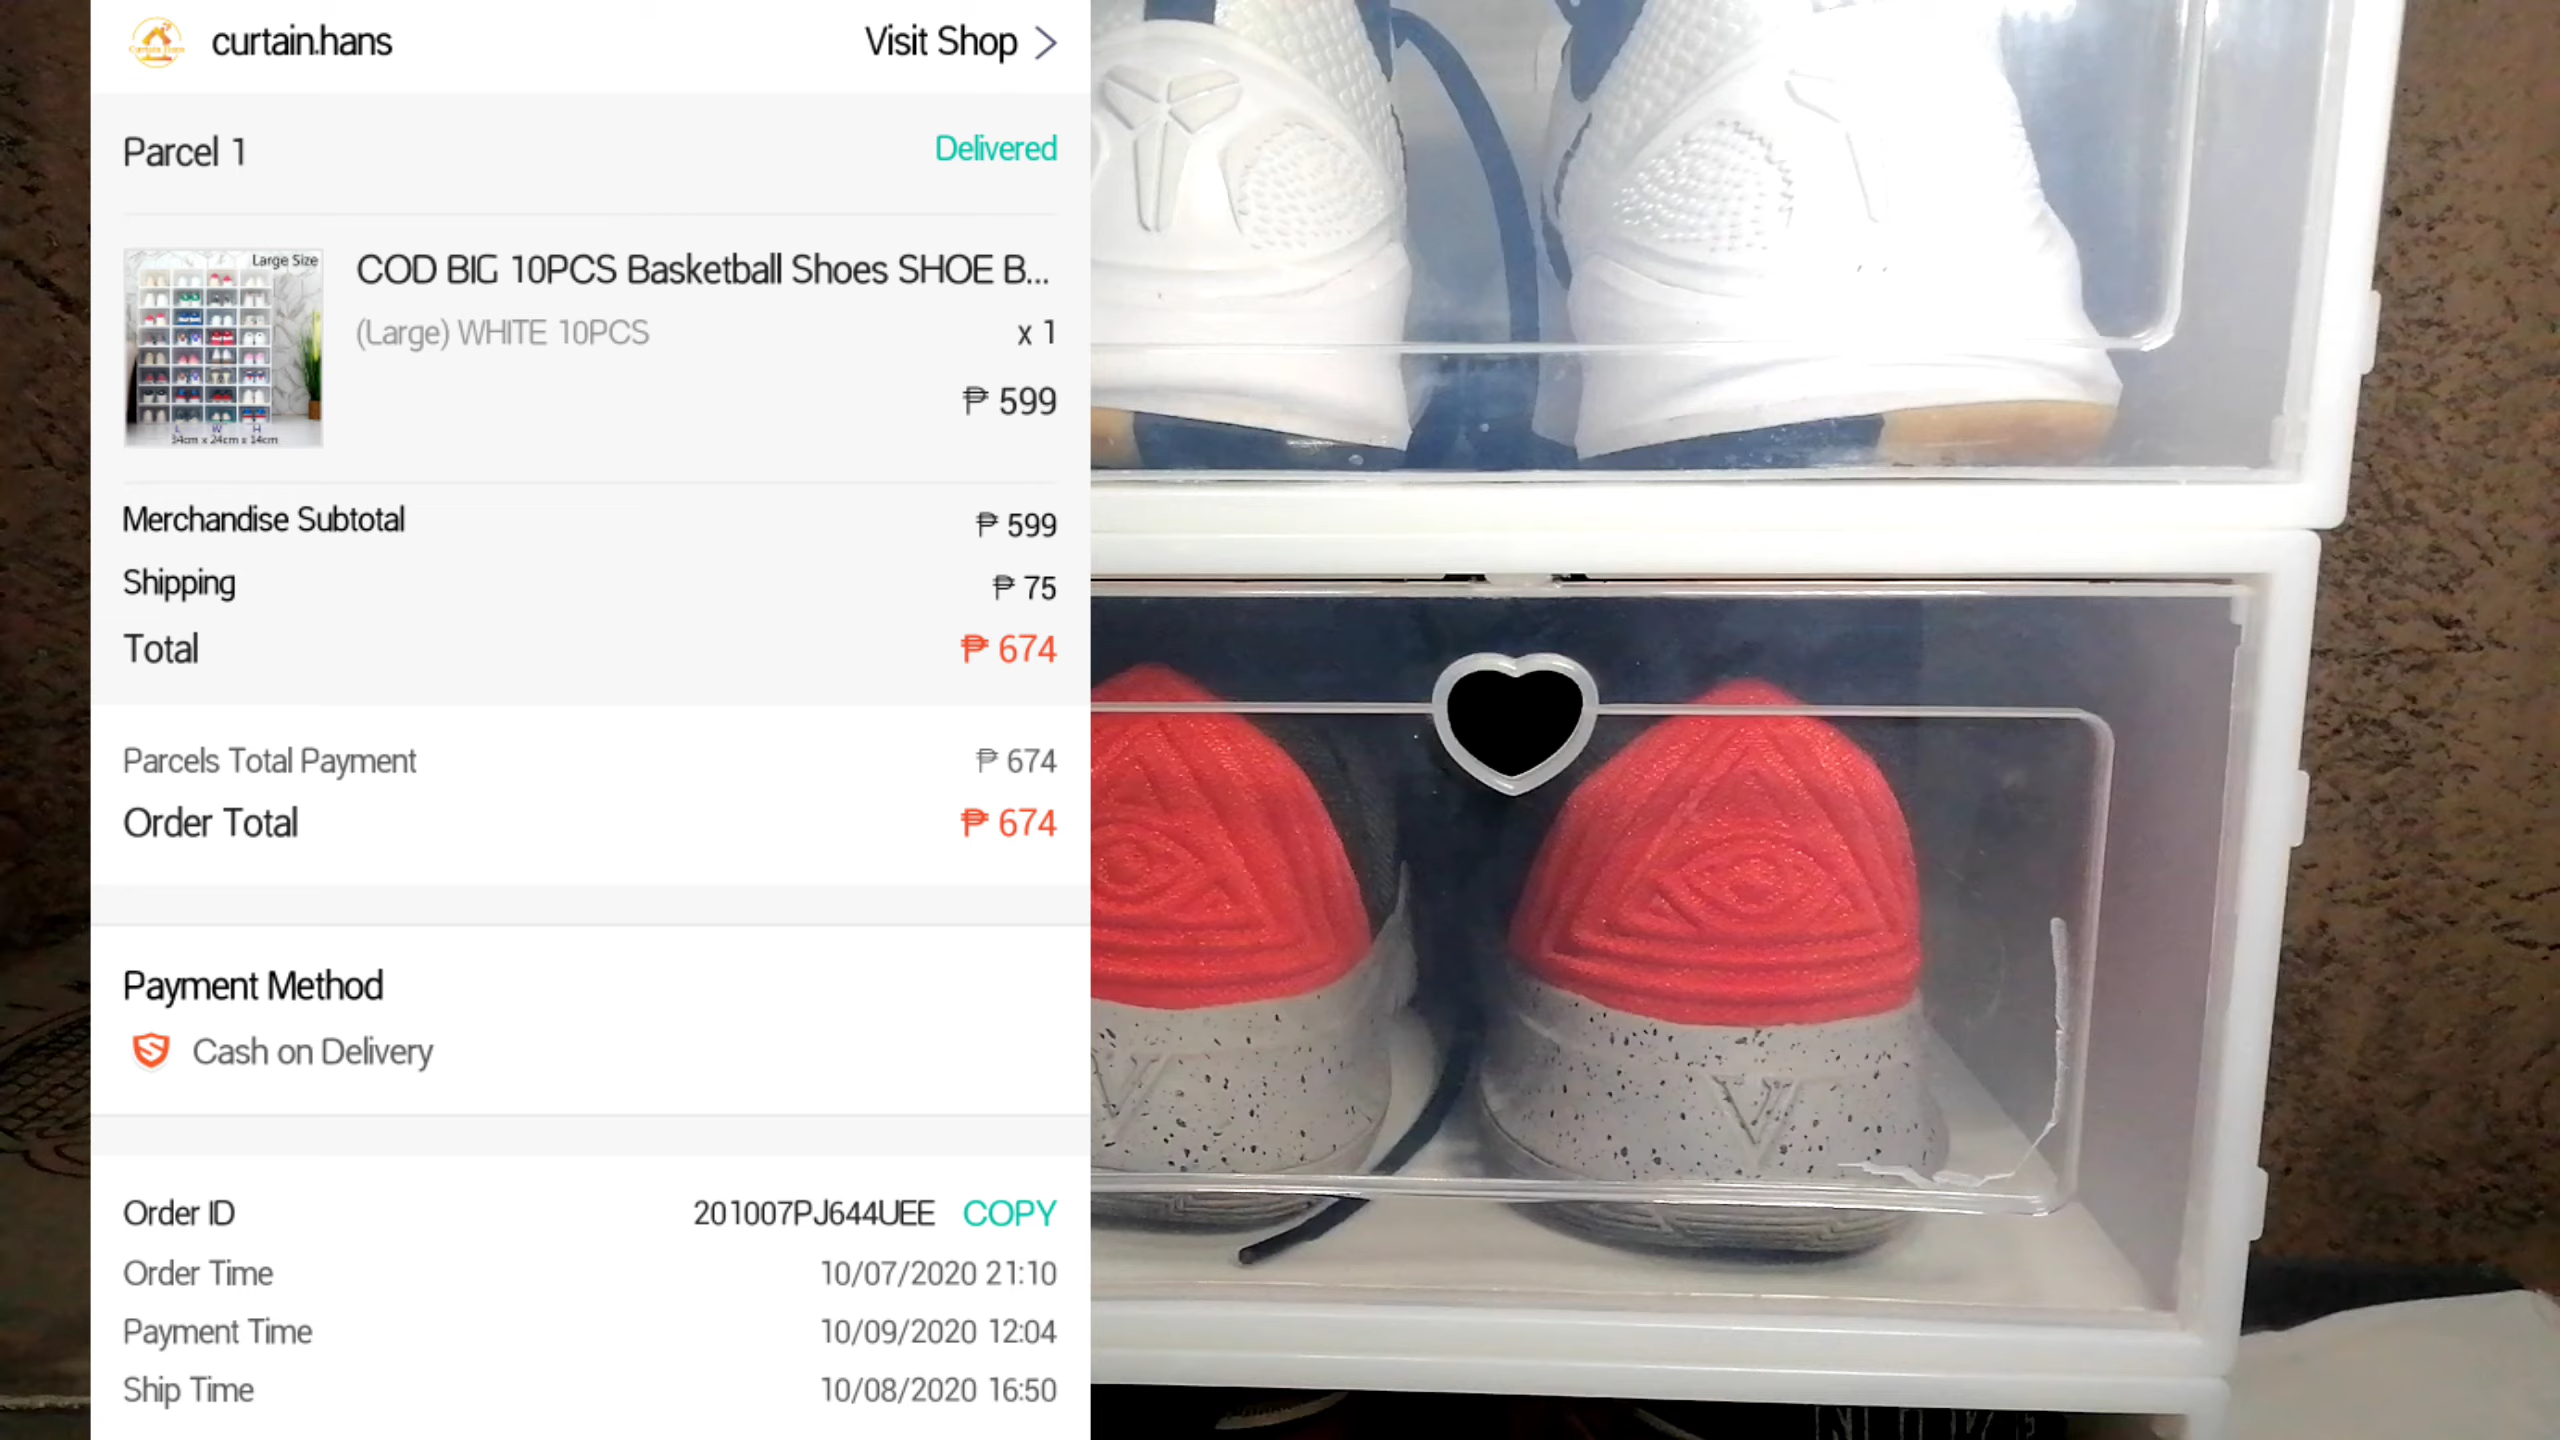 curtain.hans
Visit Shop >
Parcel 1
Delivered
Large Size
L W H
34cm x 24cm x 14cm
COD BIG 10PCS Basketball Shoes SHOE B...
(Large) WHITE 10PCS
x 1
₱ 599
Merchandise Subtotal
₱ 599
Shipping
₱ 75
Total
₱ 674
Parcels Total Payment
₱ 674
Order Total
₱ 674
Payment Method
Cash on Delivery
Order ID
201007PJ644UEE COPY
Order Time
10/07/2020 21:10
Payment Time
10/09/2020 12:04
Ship Time
10/08/2020 16:50